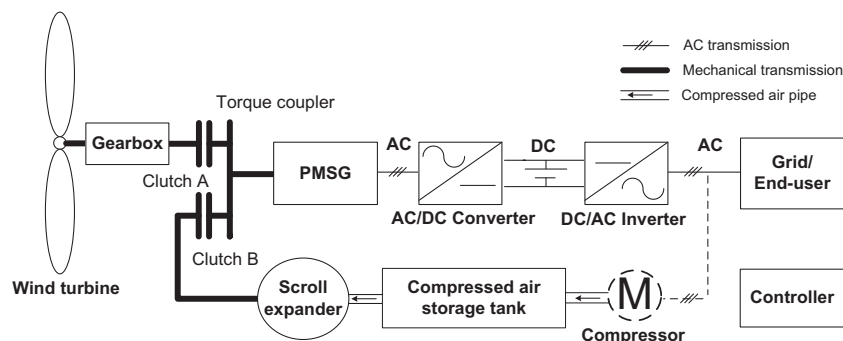 AC transmission
Mechanical transmission
Compressed air pipe
Torque coupler
Gearbox
Clutch A
PMSG
AC
AC/DC Converter
DC
DC/AC Inverter
AC
Grid/
End-user
Clutch B
Wind turbine
Scroll
expander
Compressed air
storage tank
M
Compressor
Controller